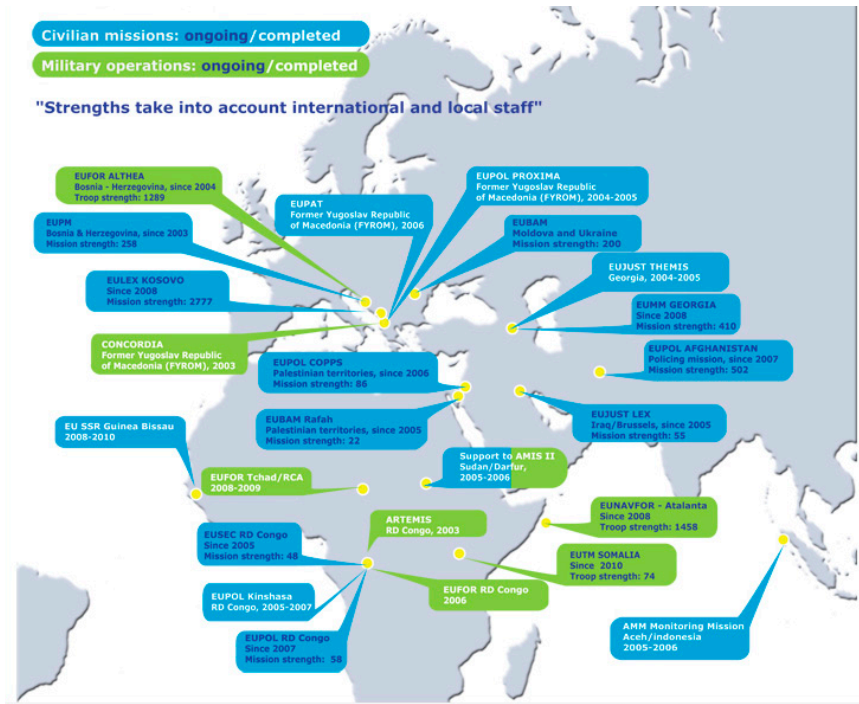 Civilian missions: ongoing/completed
Military operations: ongoing/completed
"Strengths take into account international and local staff"
EUFOR ALTHEA
Bosnia - Herzegovina, since 2004
Troop strength: 1289
EUPAT
Former Yugoslav Republic
of Macedonia (FYROM), 2006
EUPOL PROXIMA
Former Yugoslav Republic
of Macedonia (FYROM), 2004-2005
EUPM
Bosnia & Herzegovina, since 2003
Mission strength: 258
EUBAM
Moldova and Ukraine
Mission strength: 200
EULEX KOSOVO
Since 2008
Mission strength: 2777
EUJUST THEMIS
Georgia, 2004-2005
EUMM GEORGIA
Since 2008
Mission strength: 410
CONCORDIA
Former Yugoslav Republic
of Macedonia (FYROM), 2003
EUPOL COPPS
Palestinian territories, since 2006
Mission strength: 86
EUPOL AFGHANISTAN
Policing mission, since 2007
Mission strength: 502
EUBAM Rafah
Palestinian territories, since 2005
Mission strength: 22
EUJUST LEX
Iraq/Brussels, since 2005
Mission strength: 55
EU SSR Guinea Bissau
2008-2010
EUFOR Tchad/RCA
2008-2009
Support to AMIS II
Sudan/Darfur,
2005-2006
EUNAVFOR - Atalanta
Since 2008
Troop strength: 1458
ARTEMIS
RD Congo, 2003
EUSEC RD Congo
Since 2005
Mission strength: 48
EUTM SOMALIA
Since 2010
Troop strength: 74
EUPOL Kinshasa
RD Congo, 2005-2007
EUFOR RD Congo
2006
EUPOL RD Congo
Since 2007
Mission strength: 58
AMM Monitoring Mission
Aceh/indonesia
2005-2006